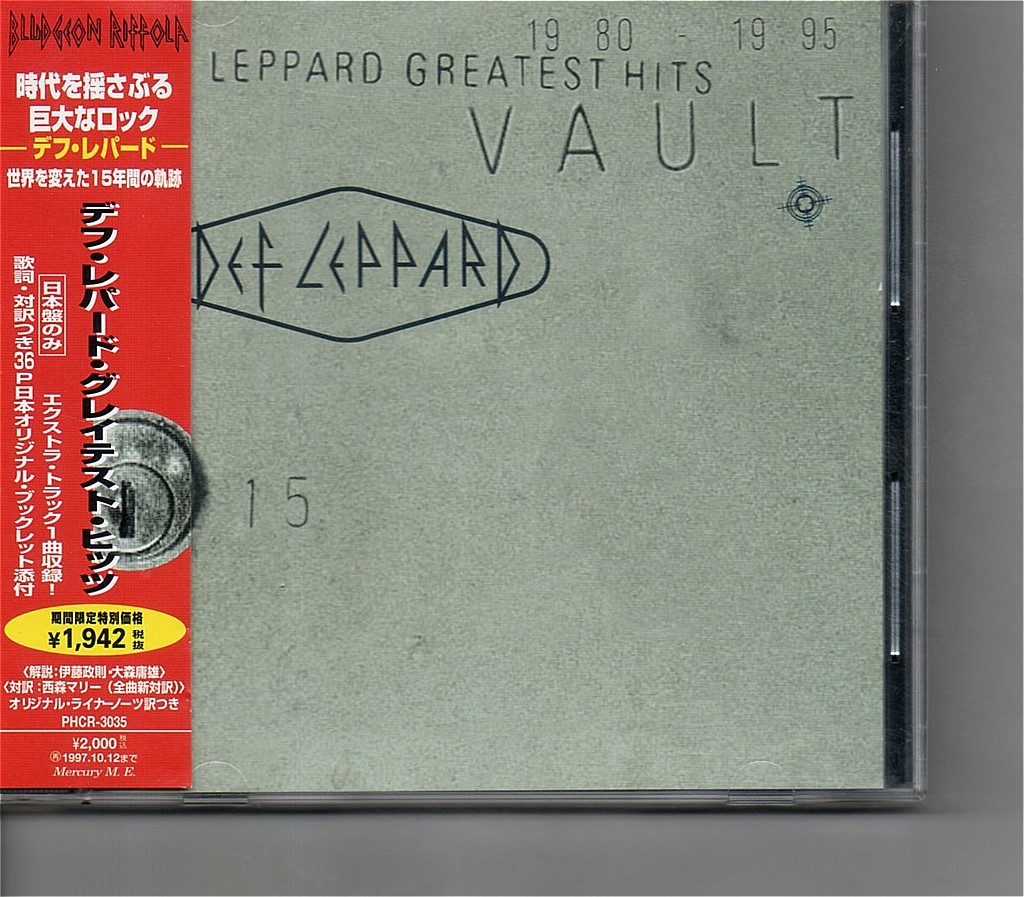 BLUDGEON RIFFOLA
時代を揺さぶる
巨大なロック
デフ・レパード
世界を変えた15年間の軌跡
デフ・レパード・グレイテスト・ヒッツ
日本盤のみ エクストラ・トラック1曲収録!
歌詞・対訳つき36P日本オリジナル・ブックレット添付
期間限定特別価格
¥1,942 税抜
〈解説:伊藤政則・大森庸雄〉
〈対訳:西森マリー(全曲新対訳)〉
オリジナル・ライナーノーツ訳つき
PHCR-3035
¥2,000 税込
再1997.10.12まで
Mercury M. E.
19 80 - 19 95
LEPPARD GREATEST HITS
VAULT
DEF LEPPARD
15